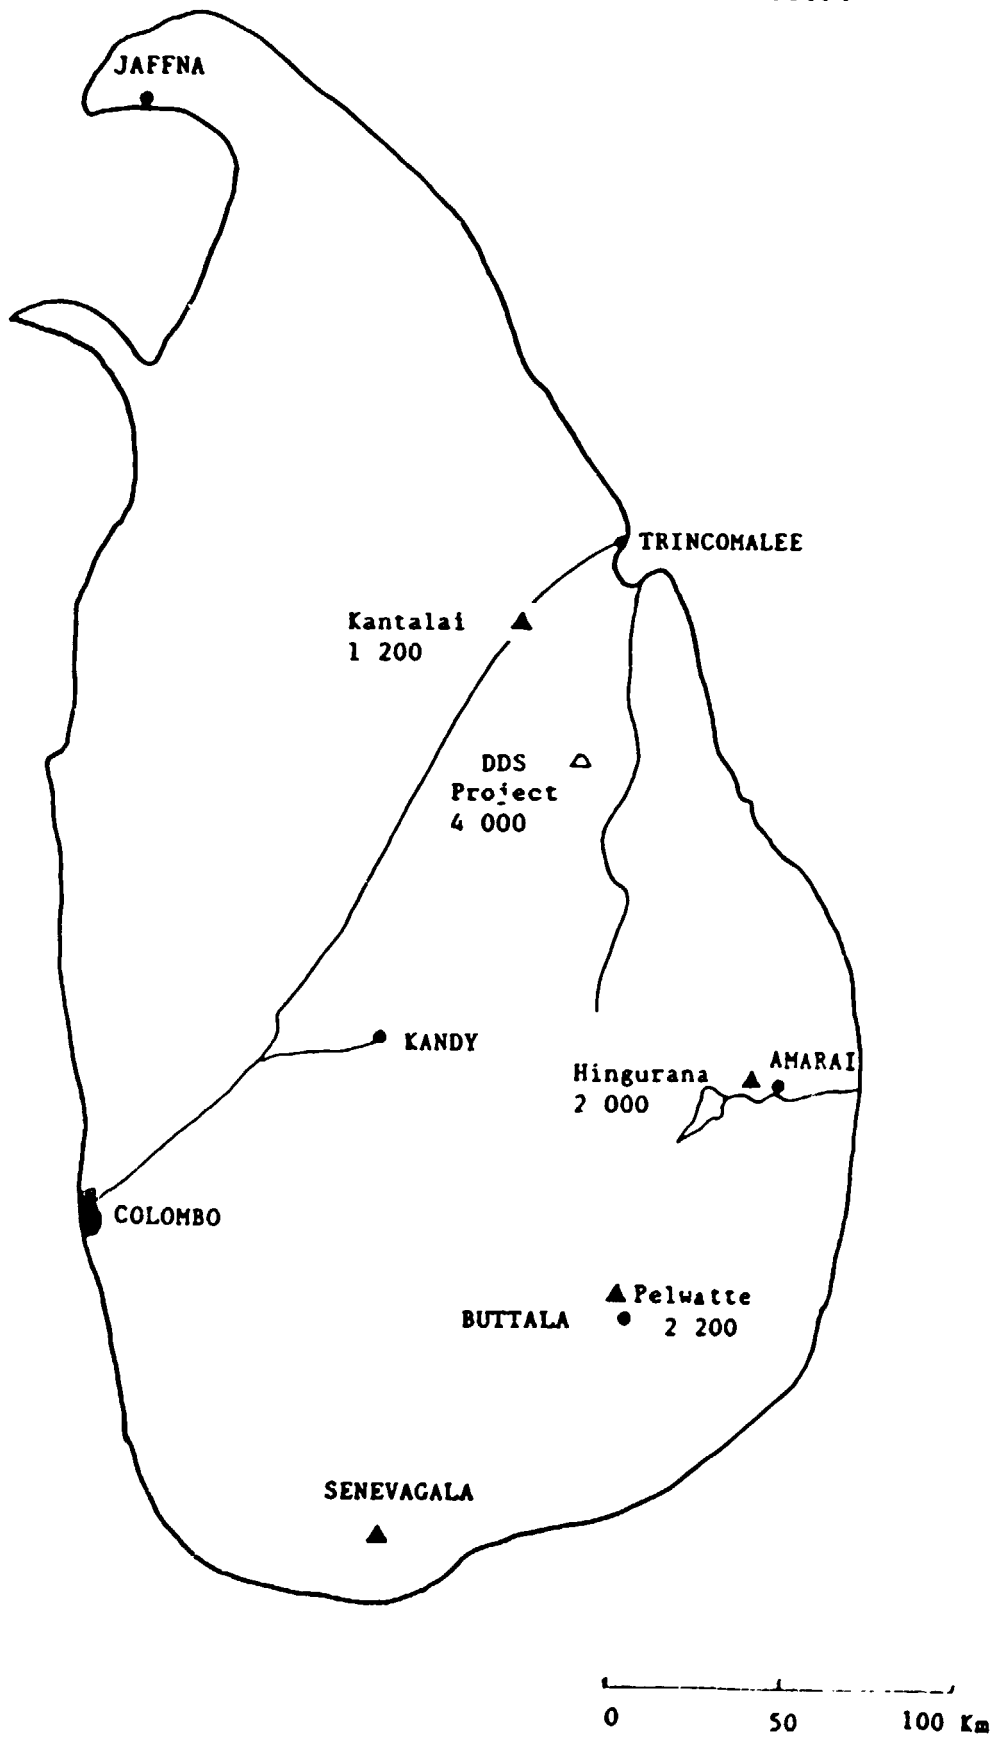 JAFFNA
TRINCOMALEE
Kantalai
1 200
DDS
Project
4 000
KANDY
AMARAI
Hingurana
2 000
COLOMBO
Pelwatte
BUTTALA
2 200
SENEVAGALA
0 50 100 Km